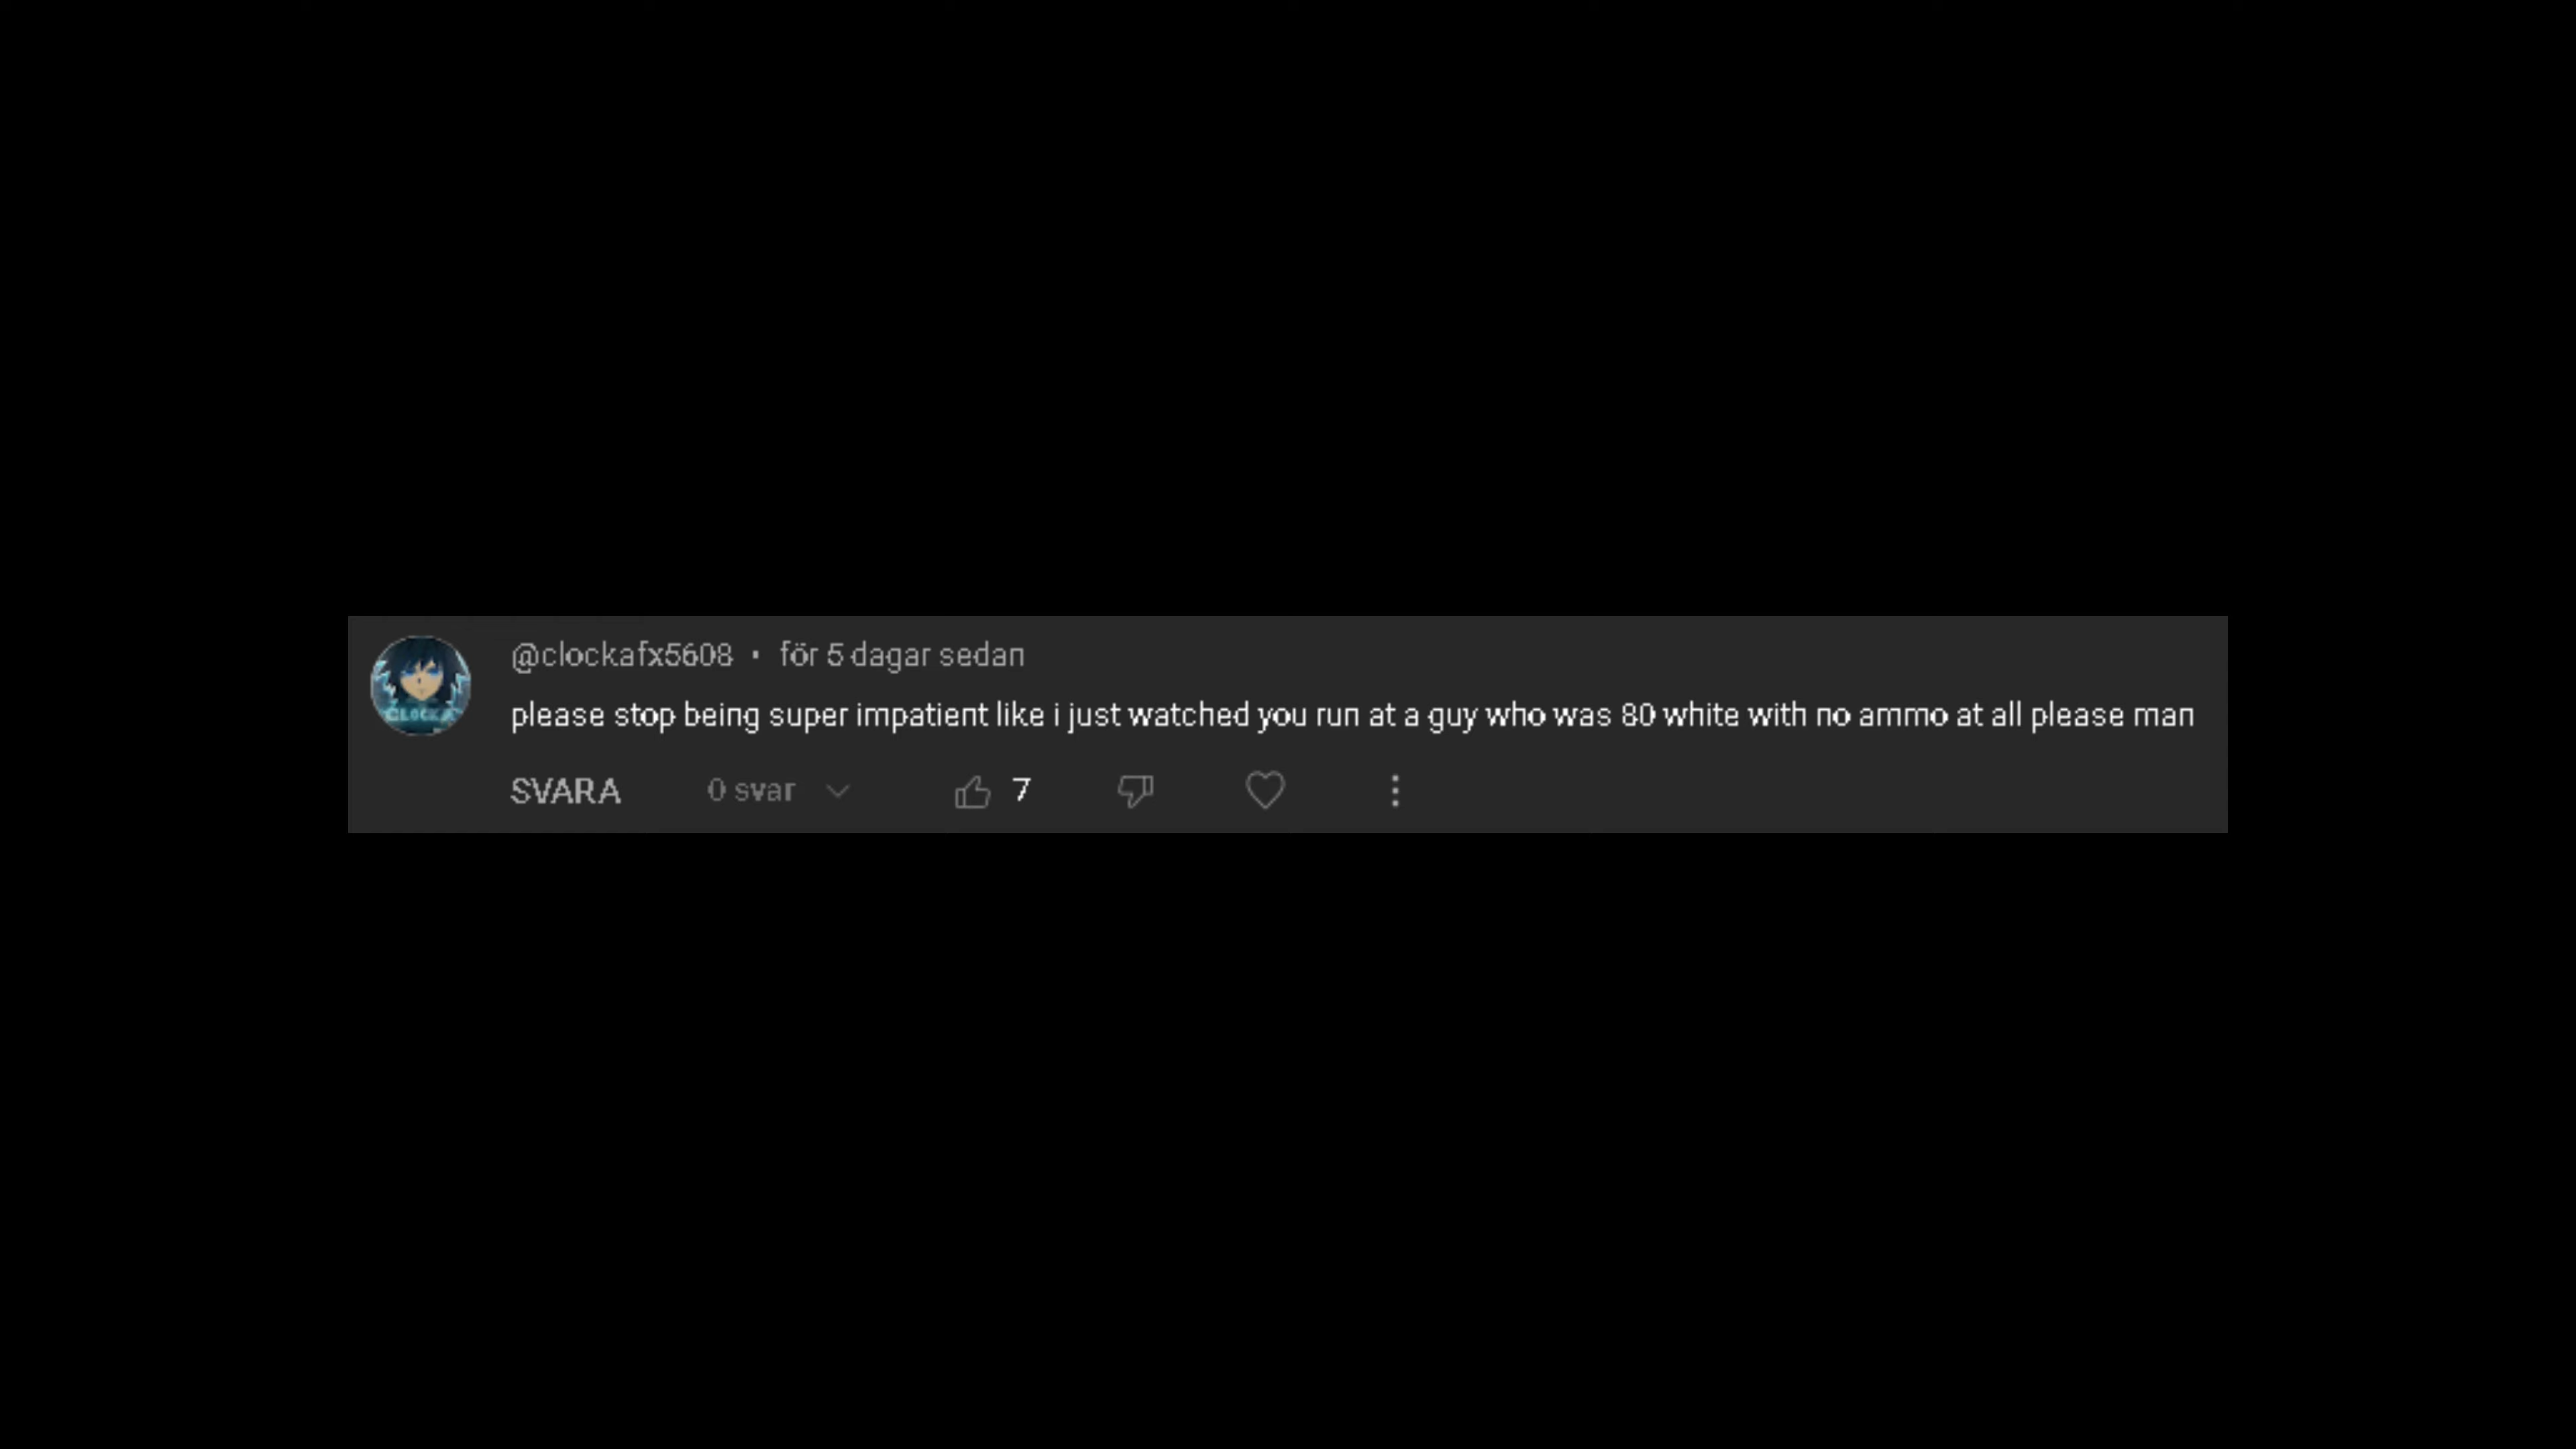 @clockafx5608 • för 5 dagar sedan
please stop being super impatient like i just watched you run at a guy who was 80 white with no ammo at all please man
SVARA 0 svar 7
CLOCKA